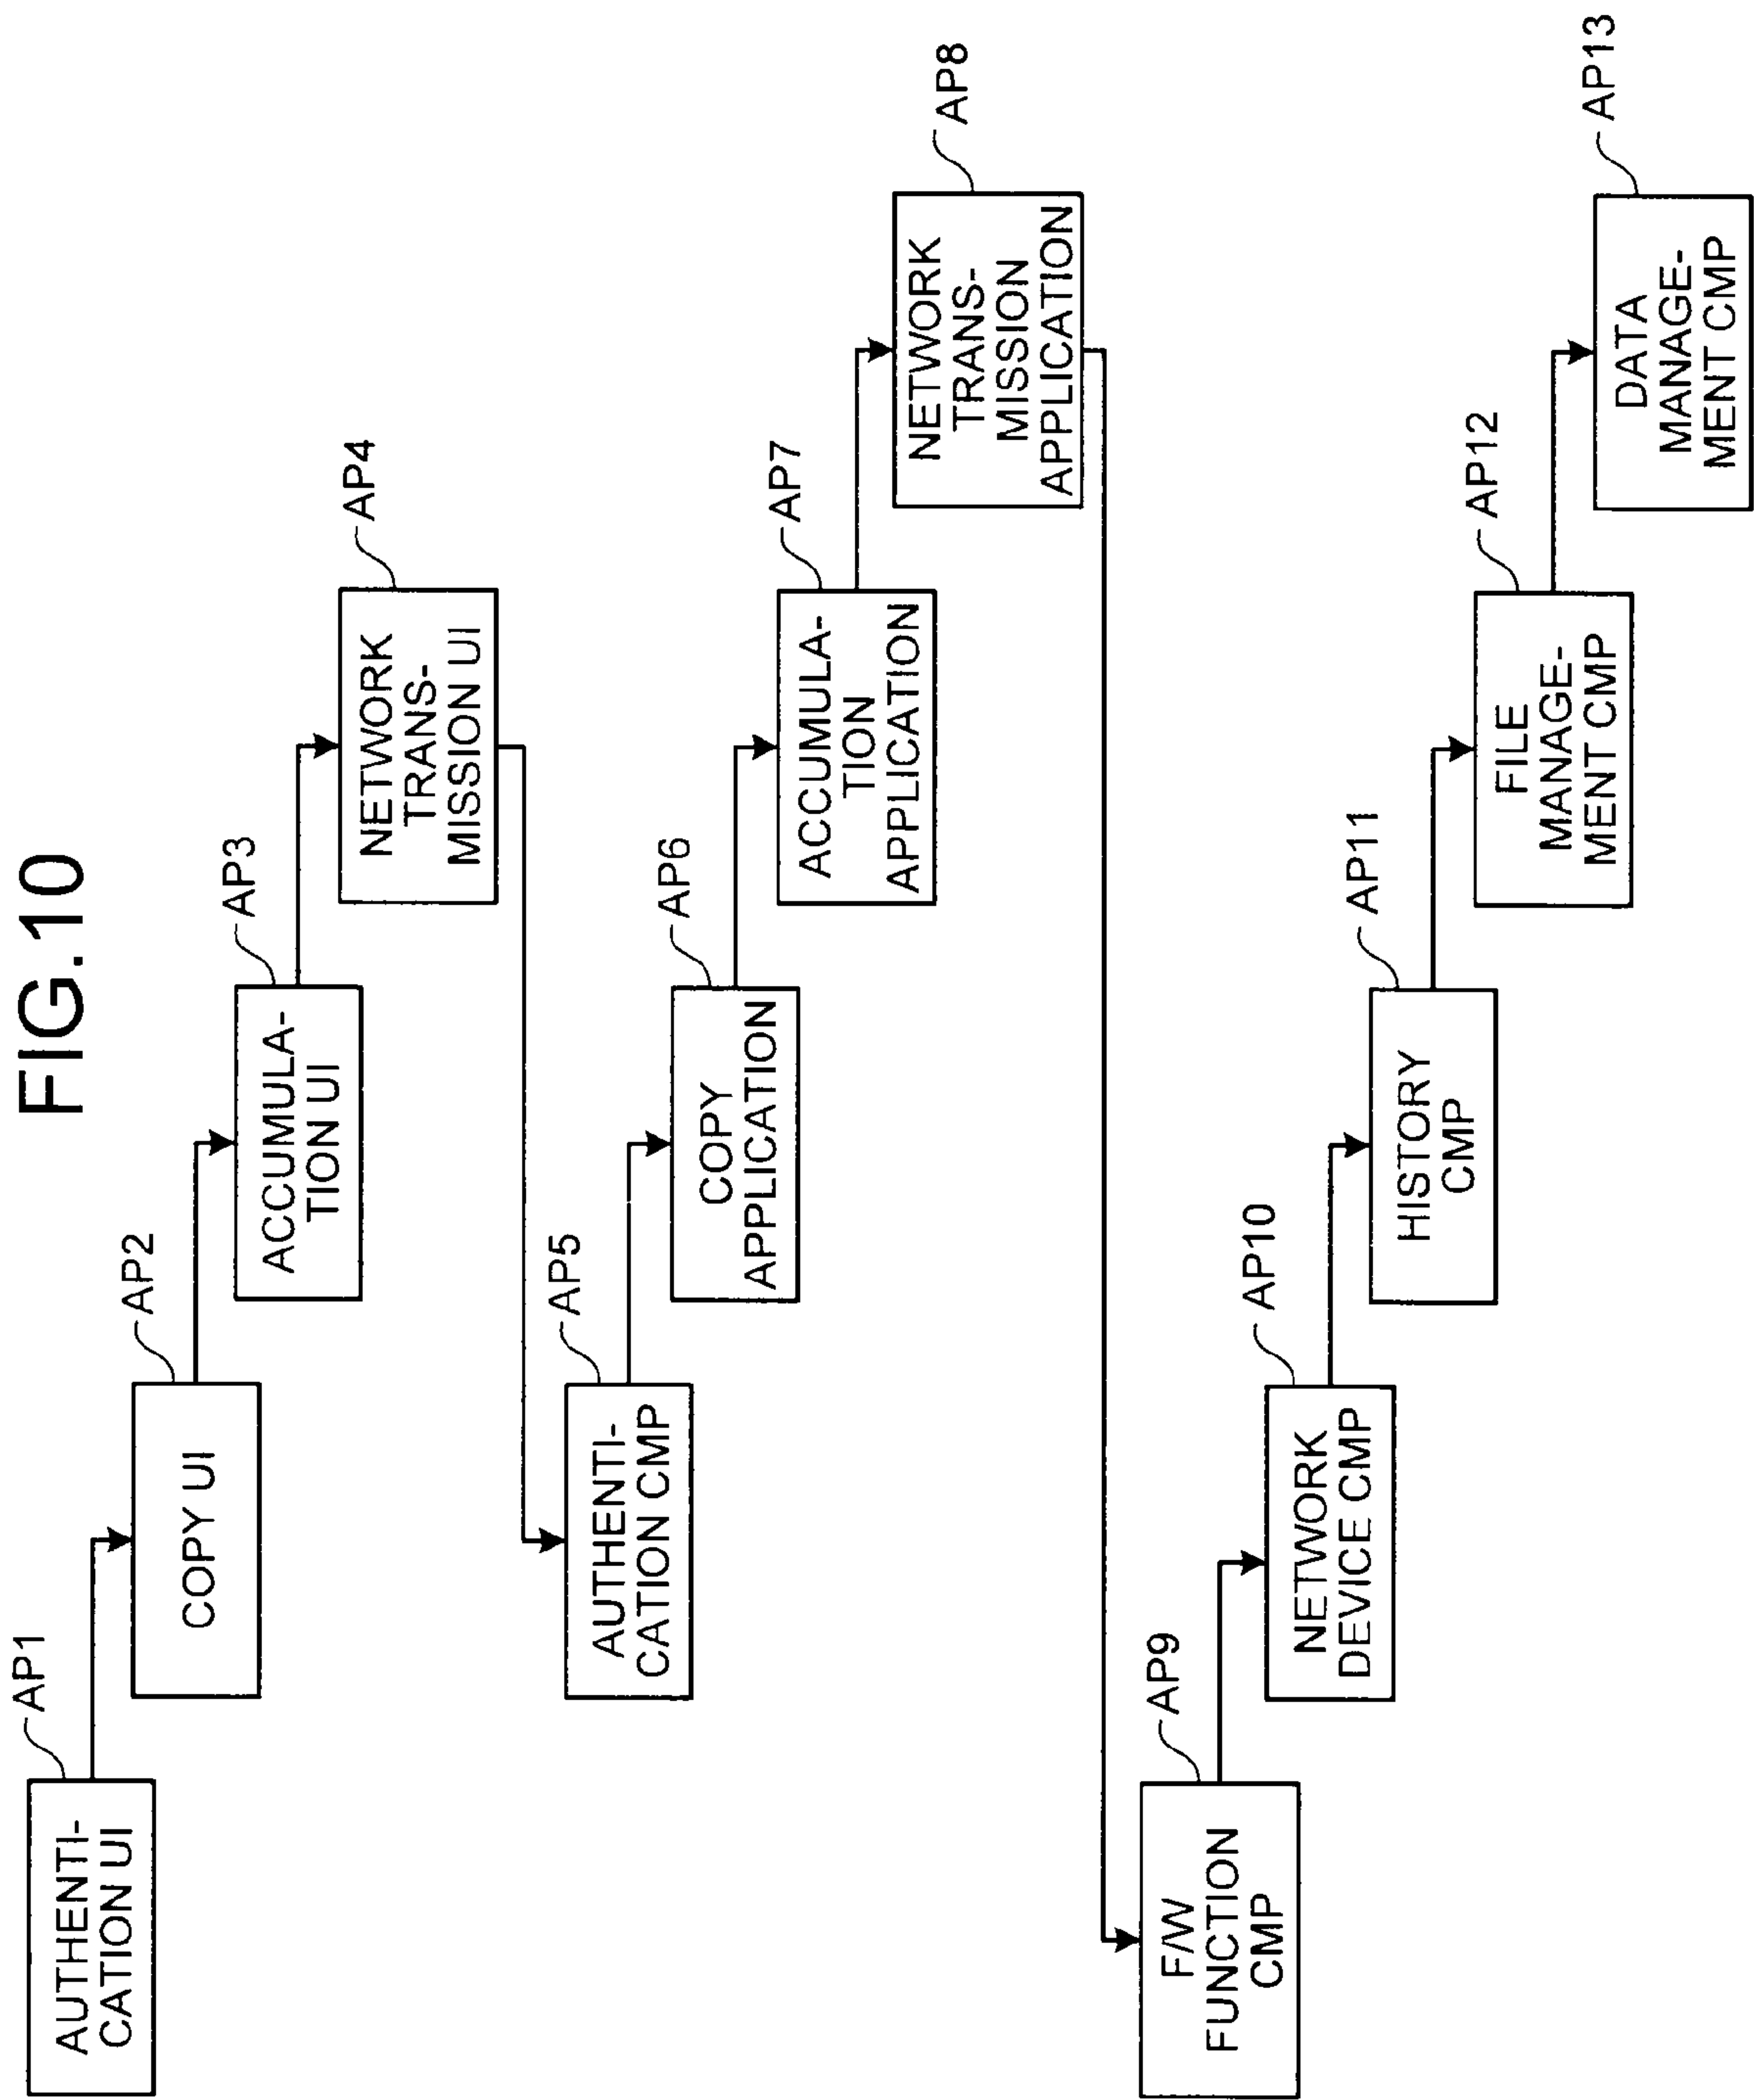 FIG.10
AP1
AUTHENTI-
CATION UI
AP2
COPY UI
AP3
ACCUMULA-
TION UI
AP4
NETWORK
TRANS-
MISSION UI
AP5
AUTHENTI-
CATION CMP
AP6
COPY
APPLICATION
AP7
ACCUMULA-
TION
APPLICATION
AP8
NETWORK
TRANS-
MISSION
APPLICATION
AP9
F/W
FUNCTION
CMP
AP10
NETWORK
DEVICE CMP
AP11
HISTORY
CMP
AP12
FILE
MANAGE-
MENT CMP
AP13
DATA
MANAGE-
MENT CMP